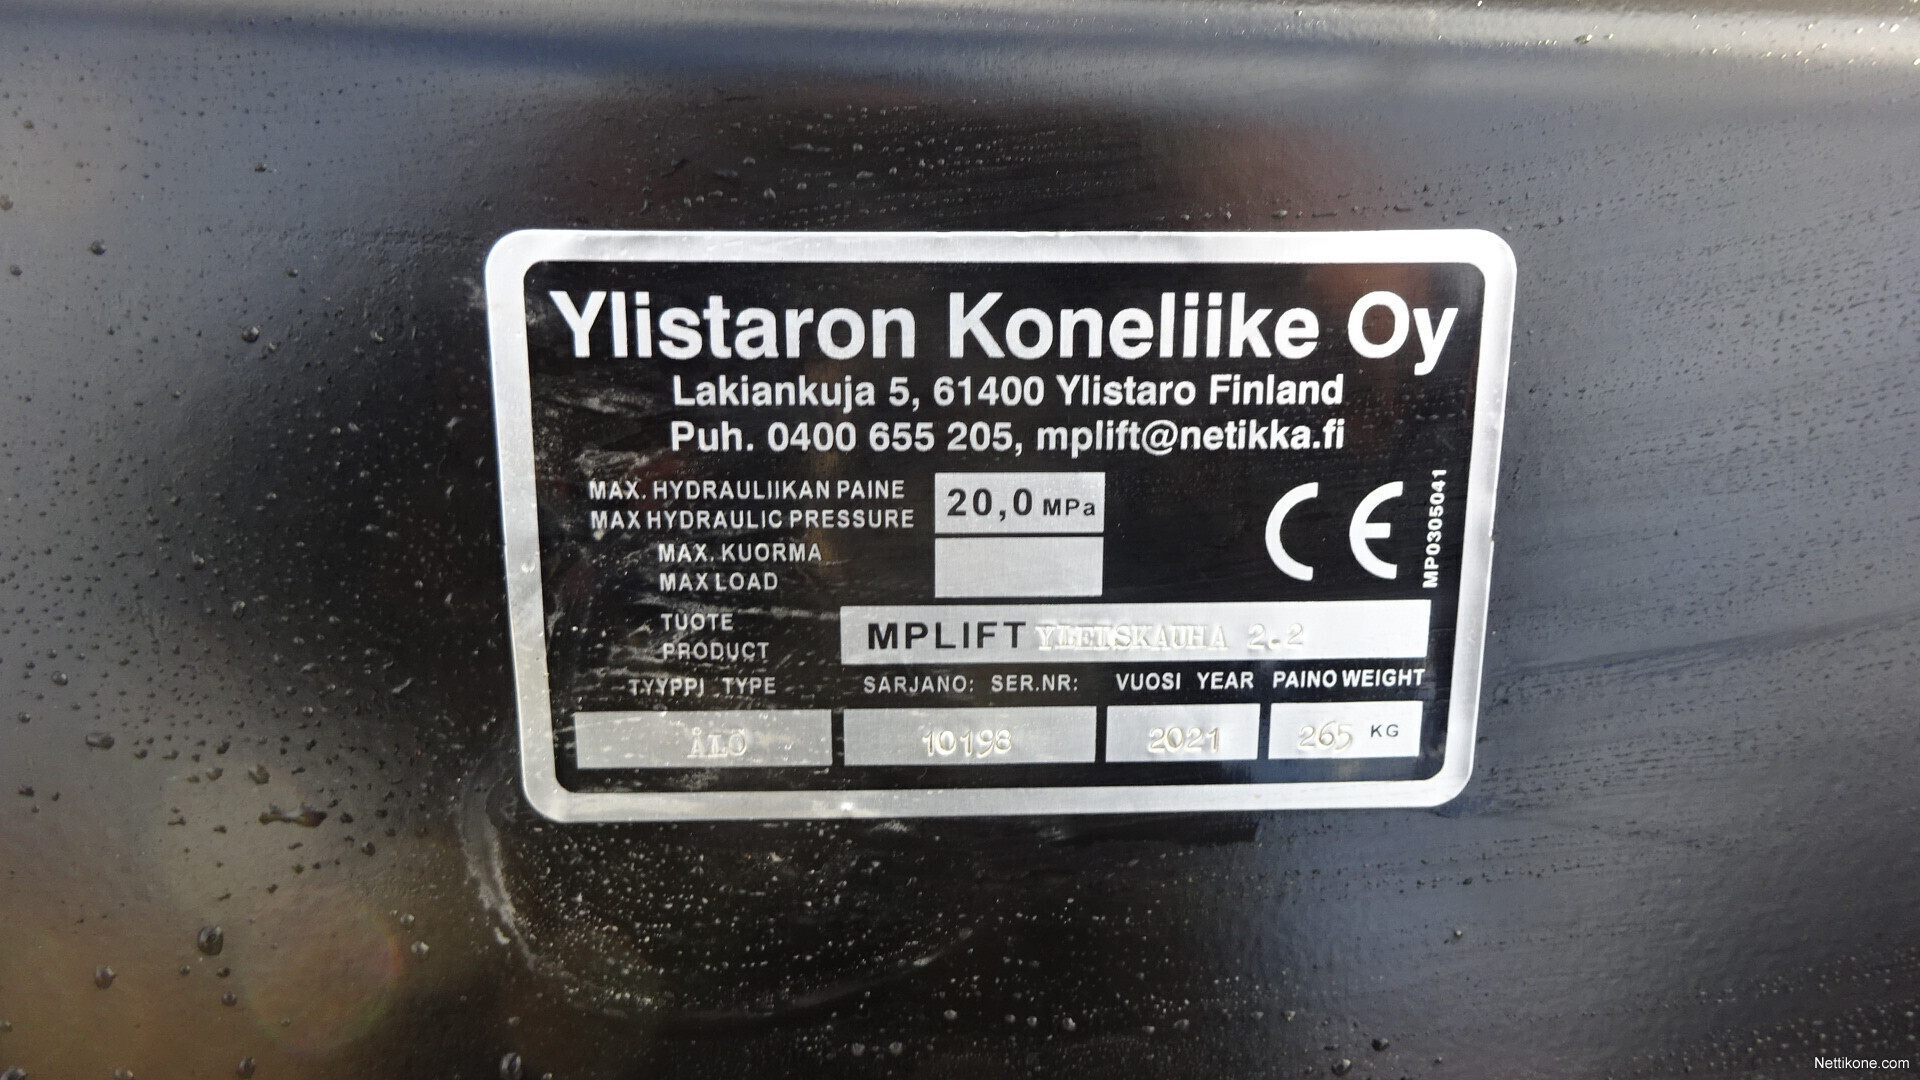 Ylistaron Koneliike Oy
Lakiankuja 5, 61400 Ylistaro Finland
Puh. 0400 655 205, mplift@netikka.fi
MAX. HYDRAULIIKAN PAINE
MAX HYDRAULIC PRESSURE
20,0 MPa
MAX. KUORMA
MAX LOAD
CE
MP0305041
TUOTE
PRODUCT
MPLIFT YLEISKAUHA 2.2
TYYPPI TYPE
SARJANO: SER.NR:
VUOSI YEAR
PAINO WEIGHT
ÅLÖ
10198
2021
265 KG
Nettikone.com